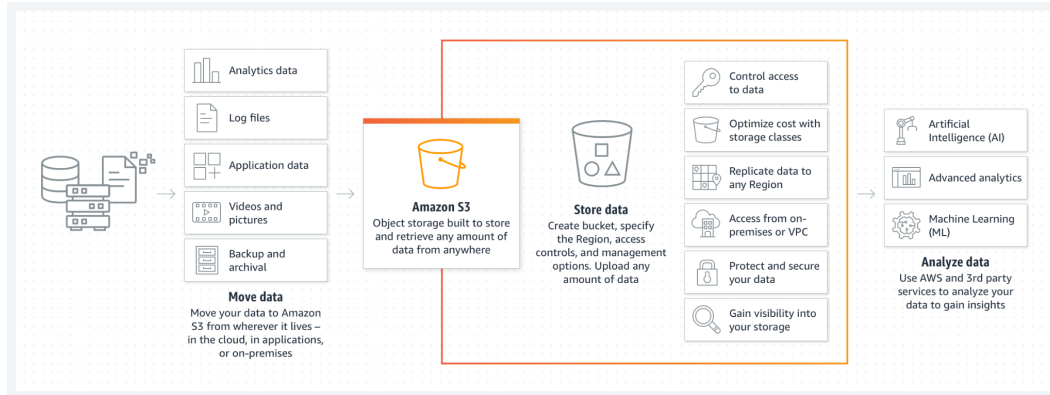 Analytics data
Log files
Application data
Videos and
pictures
Backup and
archival
Move data
Move your data to Amazon
S3 from wherever it lives –
in the cloud, in applications,
or on-premises
Amazon S3
Object storage built to store
and retrieve any amount of
data from anywhere
Store data
Create bucket, specify
the Region, access
controls, and management
options. Upload any
amount of data
Control access
to data
Optimize cost with
storage classes
Replicate data to
any Region
Access from on-
premises or VPC
Protect and secure
your data
Gain visibility into
your storage
Artificial
Intelligence (AI)
Advanced analytics
Machine Learning
(ML)
Analyze data
Use AWS and 3rd party
services to analyze your
data to gain insights